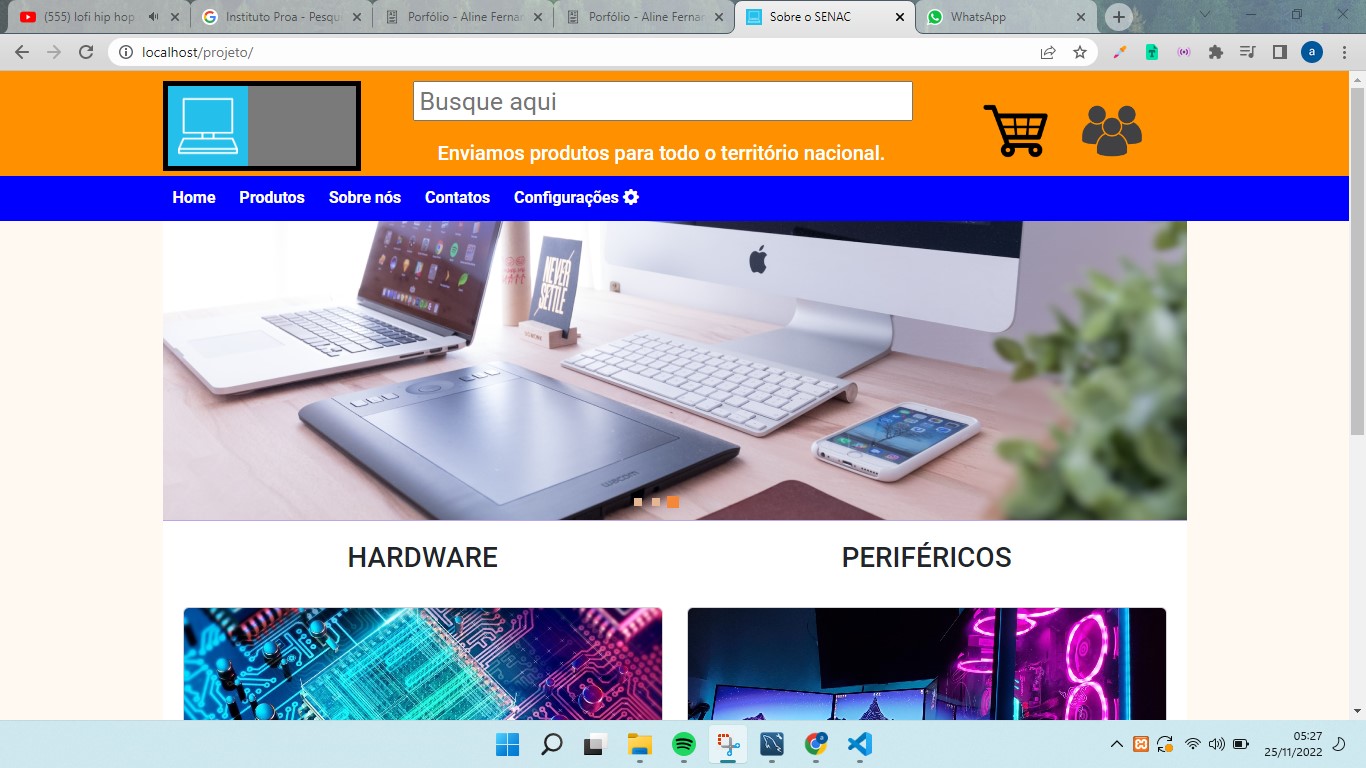 (555) lofi hip hop
Instituto Proa - Pesqu
Porfólio - Aline Fernar
Porfólio - Aline Fernar
Sobre o SENAC
WhatsApp
localhost/projeto/
a
Busque aqui
Enviamos produtos para todo o território nacional.
Home Produtos Sobre nós Contatos Configurações
NEVER
SETTLE
wacom
HARDWARE
PERIFÉRICOS
05:27
25/11/2022